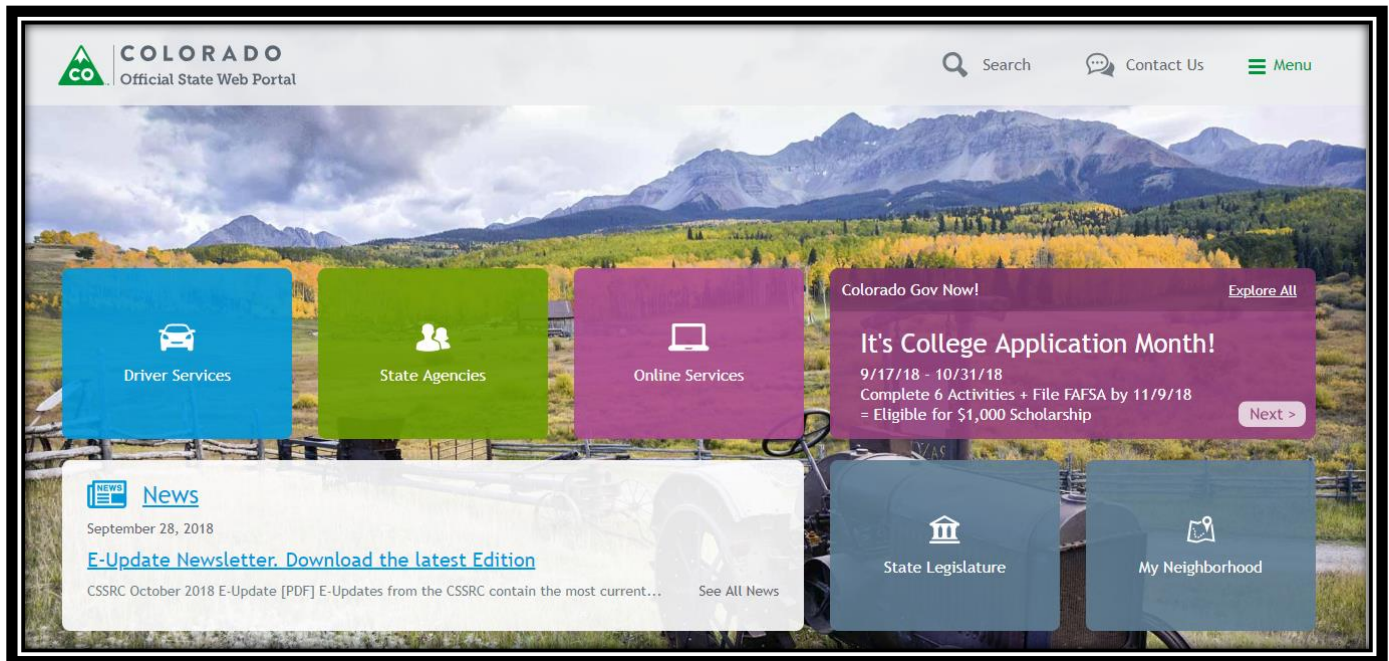 COLORADO
CO
Official State Web Portal
Search
Contact Us
Menu
Driver Services
State Agencies
Online Services
Colorado Gov Now!
Explore All
It's College Application Month!
9/17/18 - 10/31/18
Complete 6 Activities + File FAFSA by 11/9/18
= Eligible for $1,000 Scholarship
Next >
NEWS
News
September 28, 2018
E-Update Newsletter. Download the latest Edition
CSSRC October 2018 E-Update [PDF] E-Updates from the CSSRC contain the most current...
See All News
State Legislature
My Neighborhood